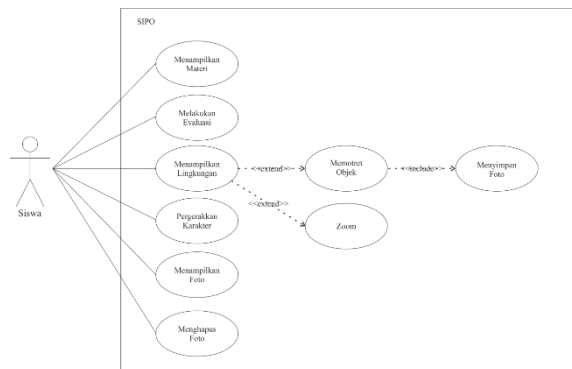 SIPO
Menampilkan
Materi
Melakukan
Evaluasi
Menampilkan
Lingkungan
<<extend>>
Memotret
Objek
<<include>>
Menyimpan
Foto
<<extend>>
Siswa
Pergerakkan
Karakter
Zoom
Menampilkan
Foto
Menghapus
Foto